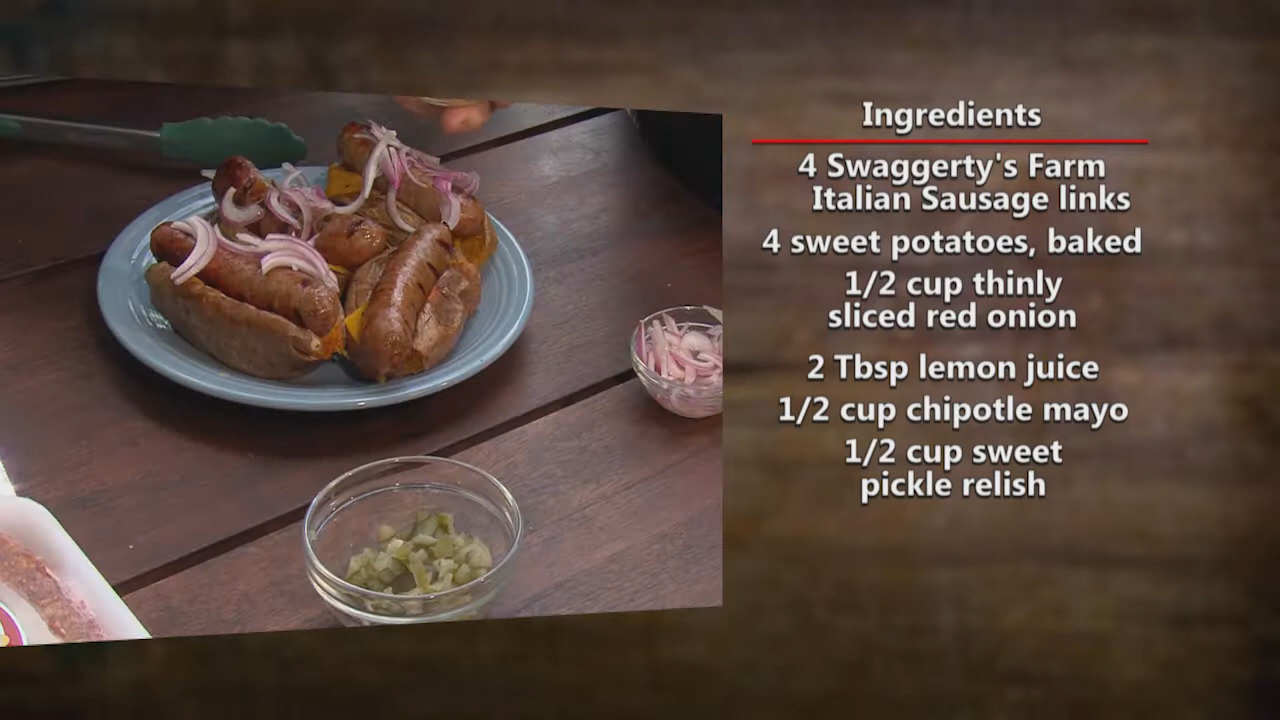 Ingredients
4 Swaggerty's Farm
Italian Sausage links
4 sweet potatoes, baked
1/2 cup thinly
sliced red onion
2 Tbsp lemon juice
1/2 cup chipotle mayo
1/2 cup sweet
pickle relish